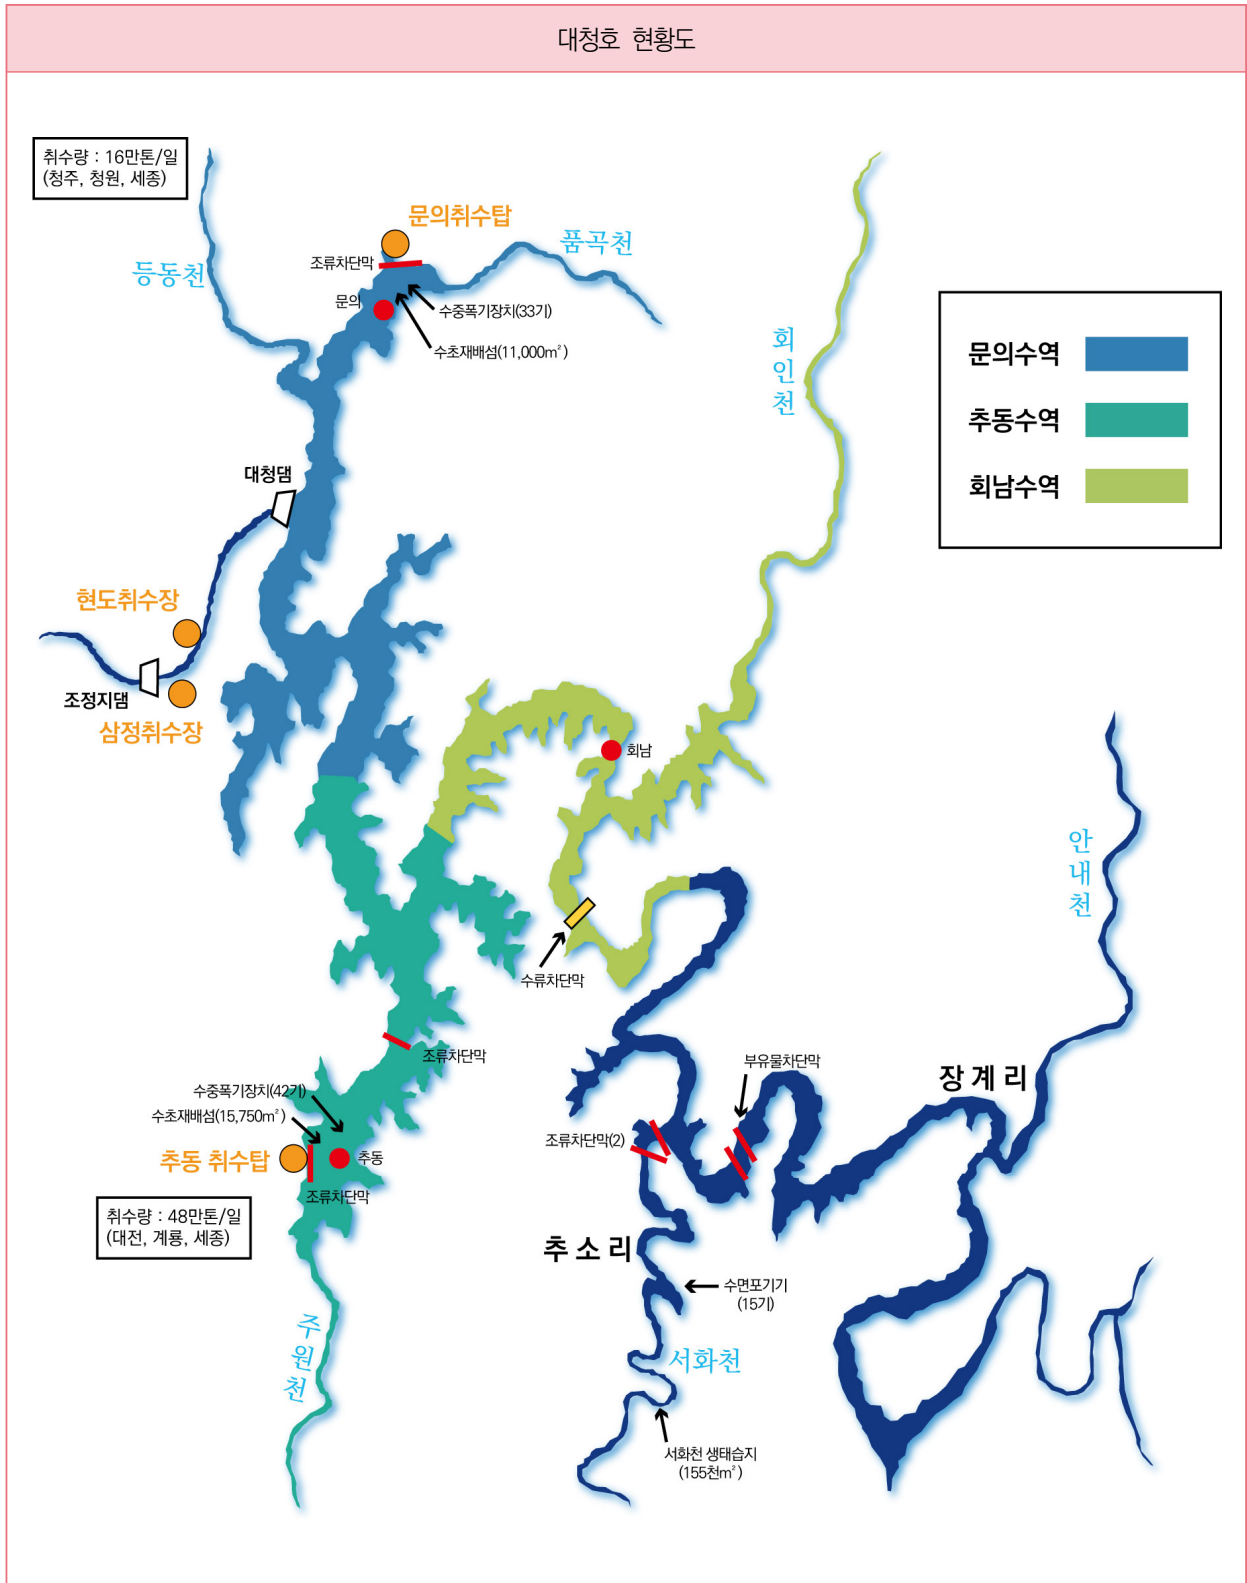 대청호 현황도
취수량 : 16만톤/일
(청주, 청원, 세종)
문의취수탑
품곡천
등동천
조류차단막
문의
수중폭기장치(33기)
수초재배섬(11,000m²)
회인천
문의수역
추동수역
회남수역
대청댐
현도취수장
조정지댐
삼정취수장
회남
안내천
수류차단막
조류차단막
부유물차단막
장계리
수중폭기장치(42기)
수초재배섬(15,750m²)
조류차단막(2)
추동 취수탑
추동
조류차단막
취수량 : 48만톤/일
(대전, 계룡, 세종)
추소리
수면포기기
(15기)
주원천
서화천
서화천 생태습지
(155천m²)